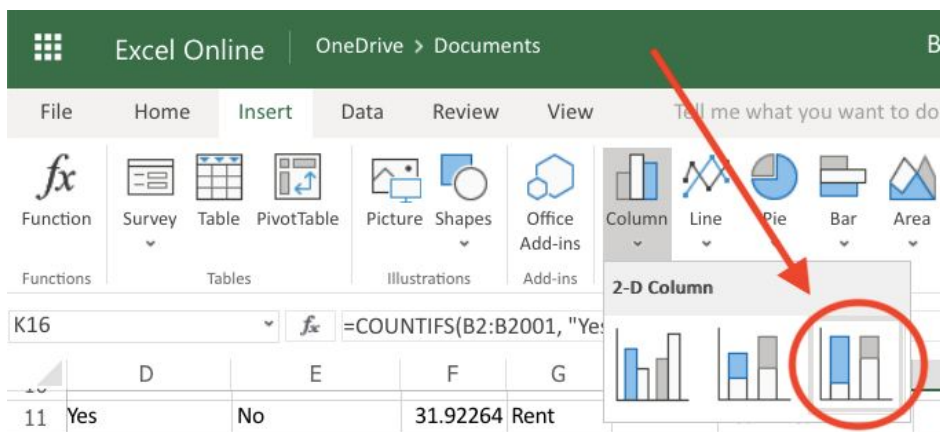 Excel Online OneDrive > Documents B
File Home Insert Data Review View Tell me what you want to do
fx
Function Survey Table PivotTable Picture Shapes Office Add-ins Column Line Pie Bar Area
Functions Tables Illustrations Add-ins
2-D Column
K16 fx =COUNTIFS(B2:B2001, "Yes
D E F G
11 Yes No 31.92264 Rent